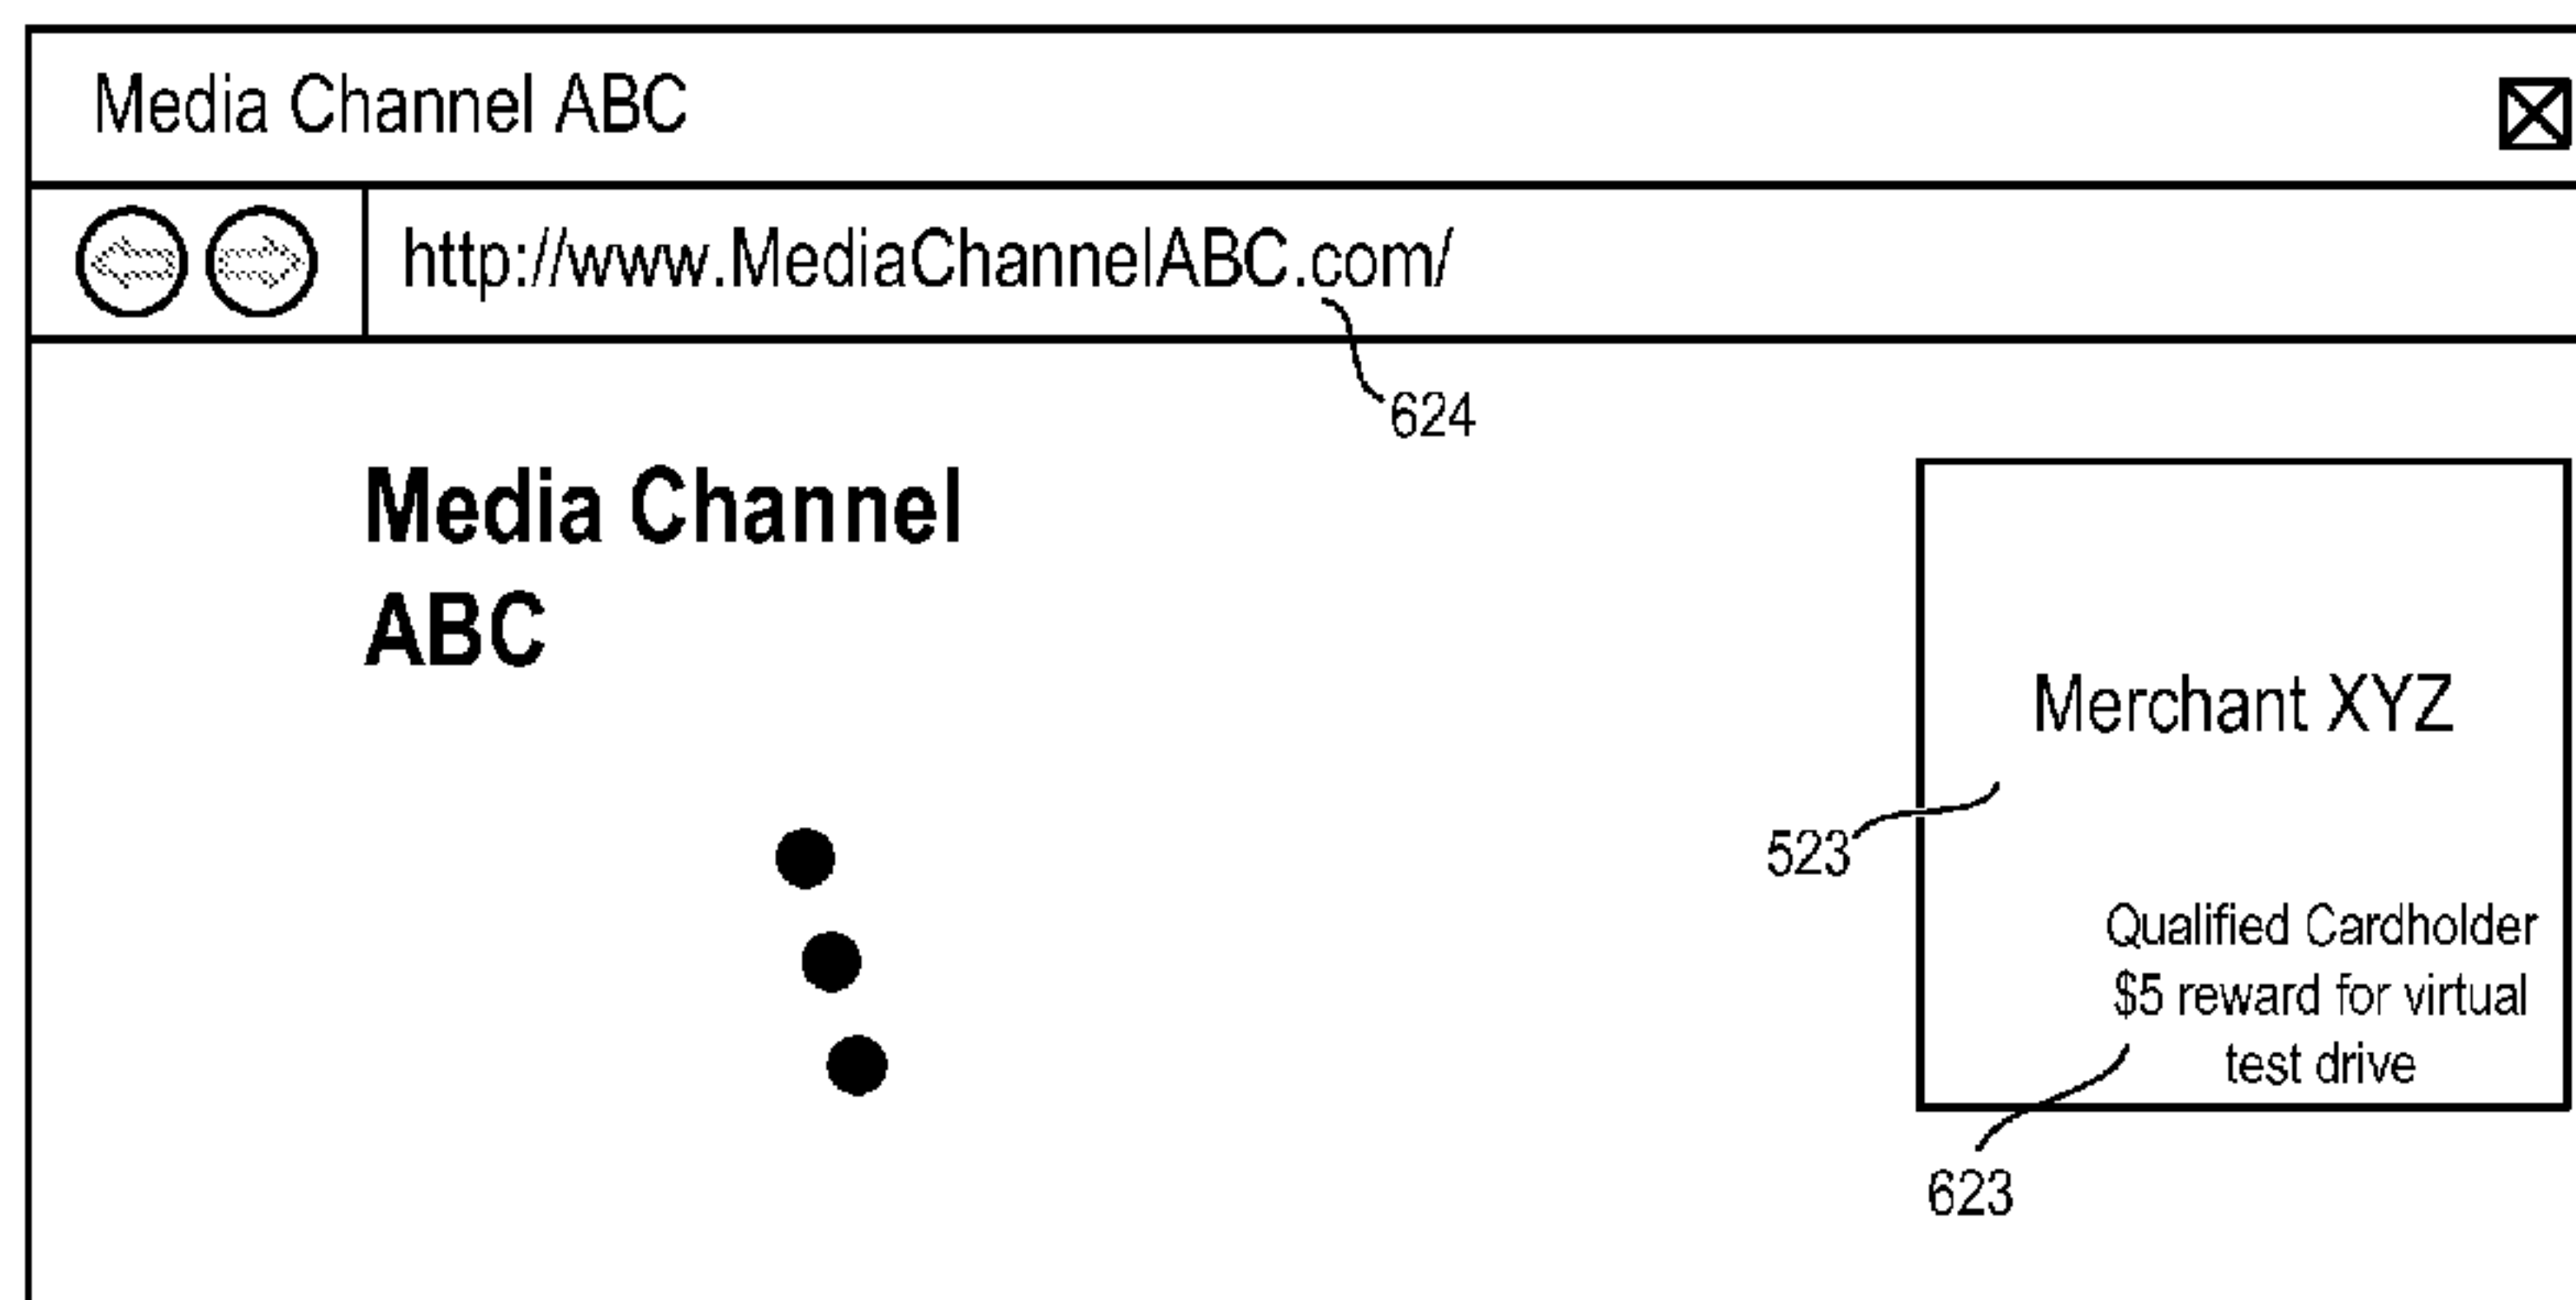 Media Channel ABC
http://www.MediaChannelABC.com/
624
Media Channel
ABC
Merchant XYZ
523
Qualified Cardholder
$5 reward for virtual
test drive
623